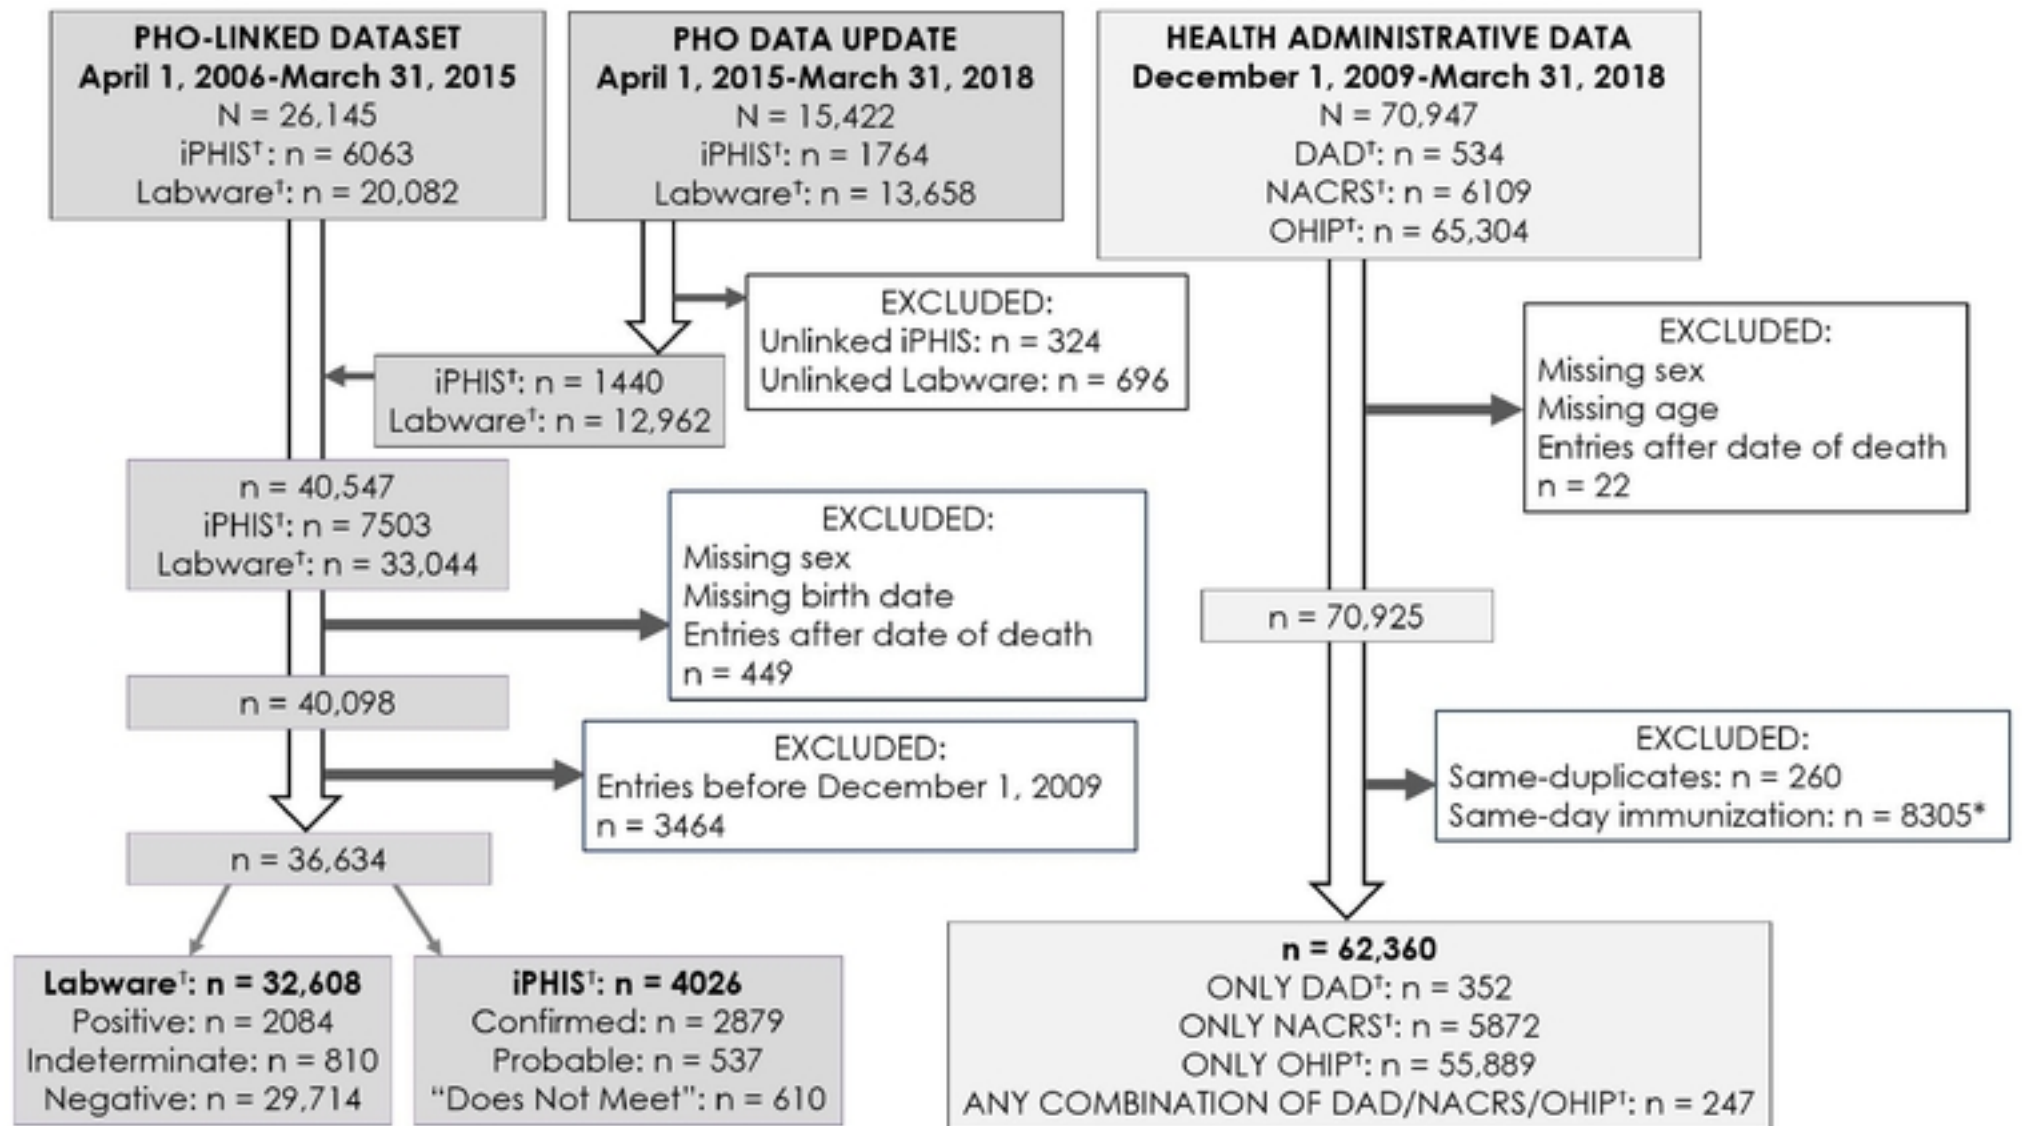 PHO-LINKED DATASET
April 1, 2006-March 31, 2015
N = 26,145
iPHIS†: n = 6063
Labware†: n = 20,082
PHO DATA UPDATE
April 1, 2015-March 31, 2018
N = 15,422
iPHIS†: n = 1764
Labware†: n = 13,658
HEALTH ADMINISTRATIVE DATA
December 1, 2009-March 31, 2018
N = 70,947
DAD†: n = 534
NACRS†: n = 6109
OHIP†: n = 65,304
EXCLUDED:
Unlinked iPHIS: n = 324
Unlinked Labware: n = 696
EXCLUDED:
Missing sex
Missing age
Entries after date of death
n = 22
iPHIS†: n = 1440
Labware†: n = 12,962
n = 40,547
iPHIS†: n = 7503
Labware†: n = 33,044
EXCLUDED:
Missing sex
Missing birth date
Entries after date of death
n = 449
n = 70,925
n = 40,098
EXCLUDED:
Entries before December 1, 2009
n = 3464
EXCLUDED:
Same-duplicates: n = 260
Same-day immunization: n = 8305*
n = 36,634
Labware†: n = 32,608
Positive: n = 2084
Indeterminate: n = 810
Negative: n = 29,714
iPHIS†: n = 4026
Confirmed: n = 2879
Probable: n = 537
“Does Not Meet”: n = 610
n = 62,360
ONLY DAD†: n = 352
ONLY NACRS†: n = 5872
ONLY OHIP†: n = 55,889
ANY COMBINATION OF DAD/NACRS/OHIP†: n = 247